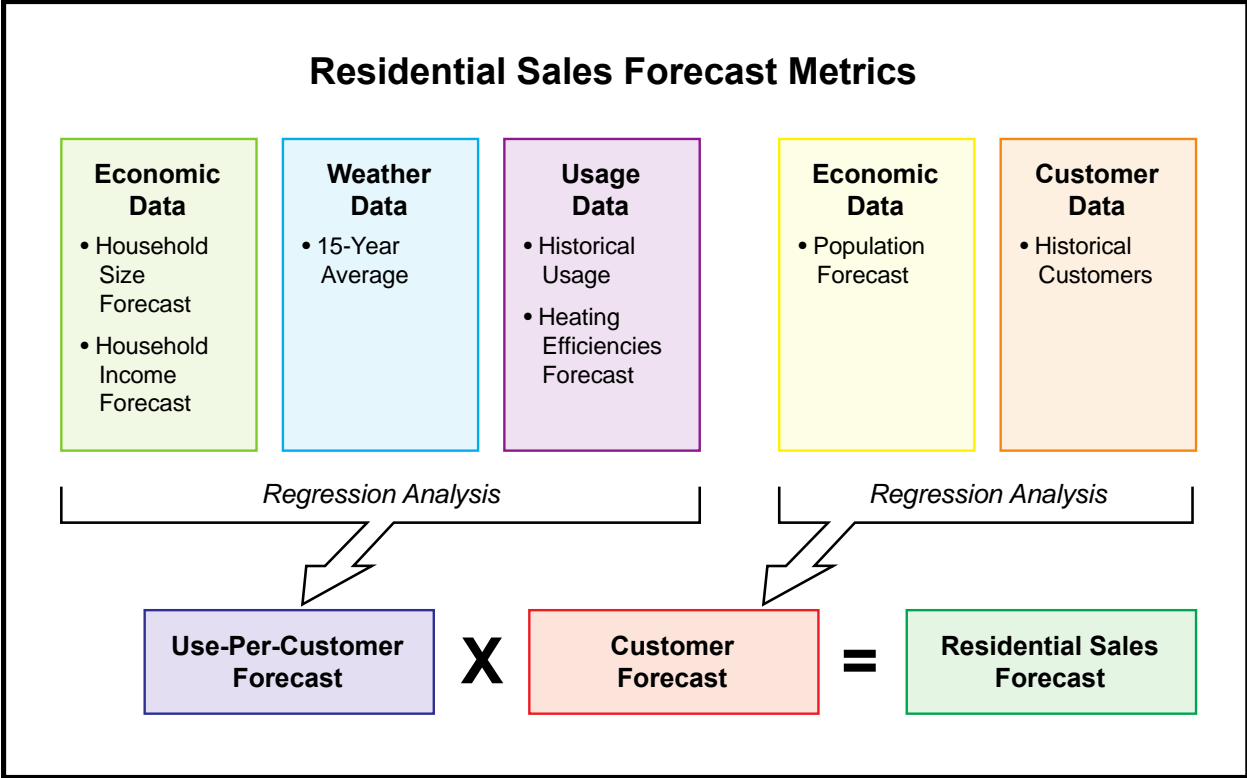 Residential Sales Forecast Metrics
Economic
Data
• Household
Size
Forecast
• Household
Income
Forecast
Weather
Data
• 15-Year
Average
Usage
Data
• Historical
Usage
• Heating
Efficiencies
Forecast
Economic
Data
• Population
Forecast
Customer
Data
• Historical
Customers
Regression Analysis
Regression Analysis
Use-Per-Customer
Forecast
X
Customer
Forecast
=
Residential Sales
Forecast